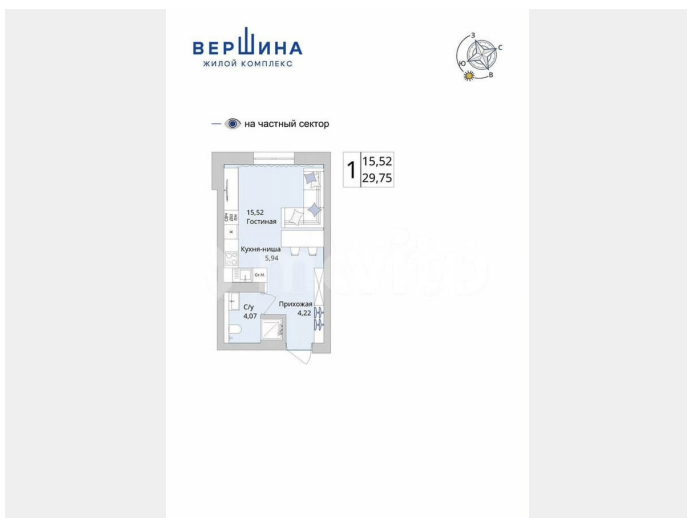 ВЕРШИНА
ЖИЛОЙ КОМПЛЕКС
З
С
Ю
В
— на частный сектор
1
15,52
29,75
15,52
Гостиная
Кухня-ниша
5,94
Ст.М
Прихожая
4,22
С/у
4,07